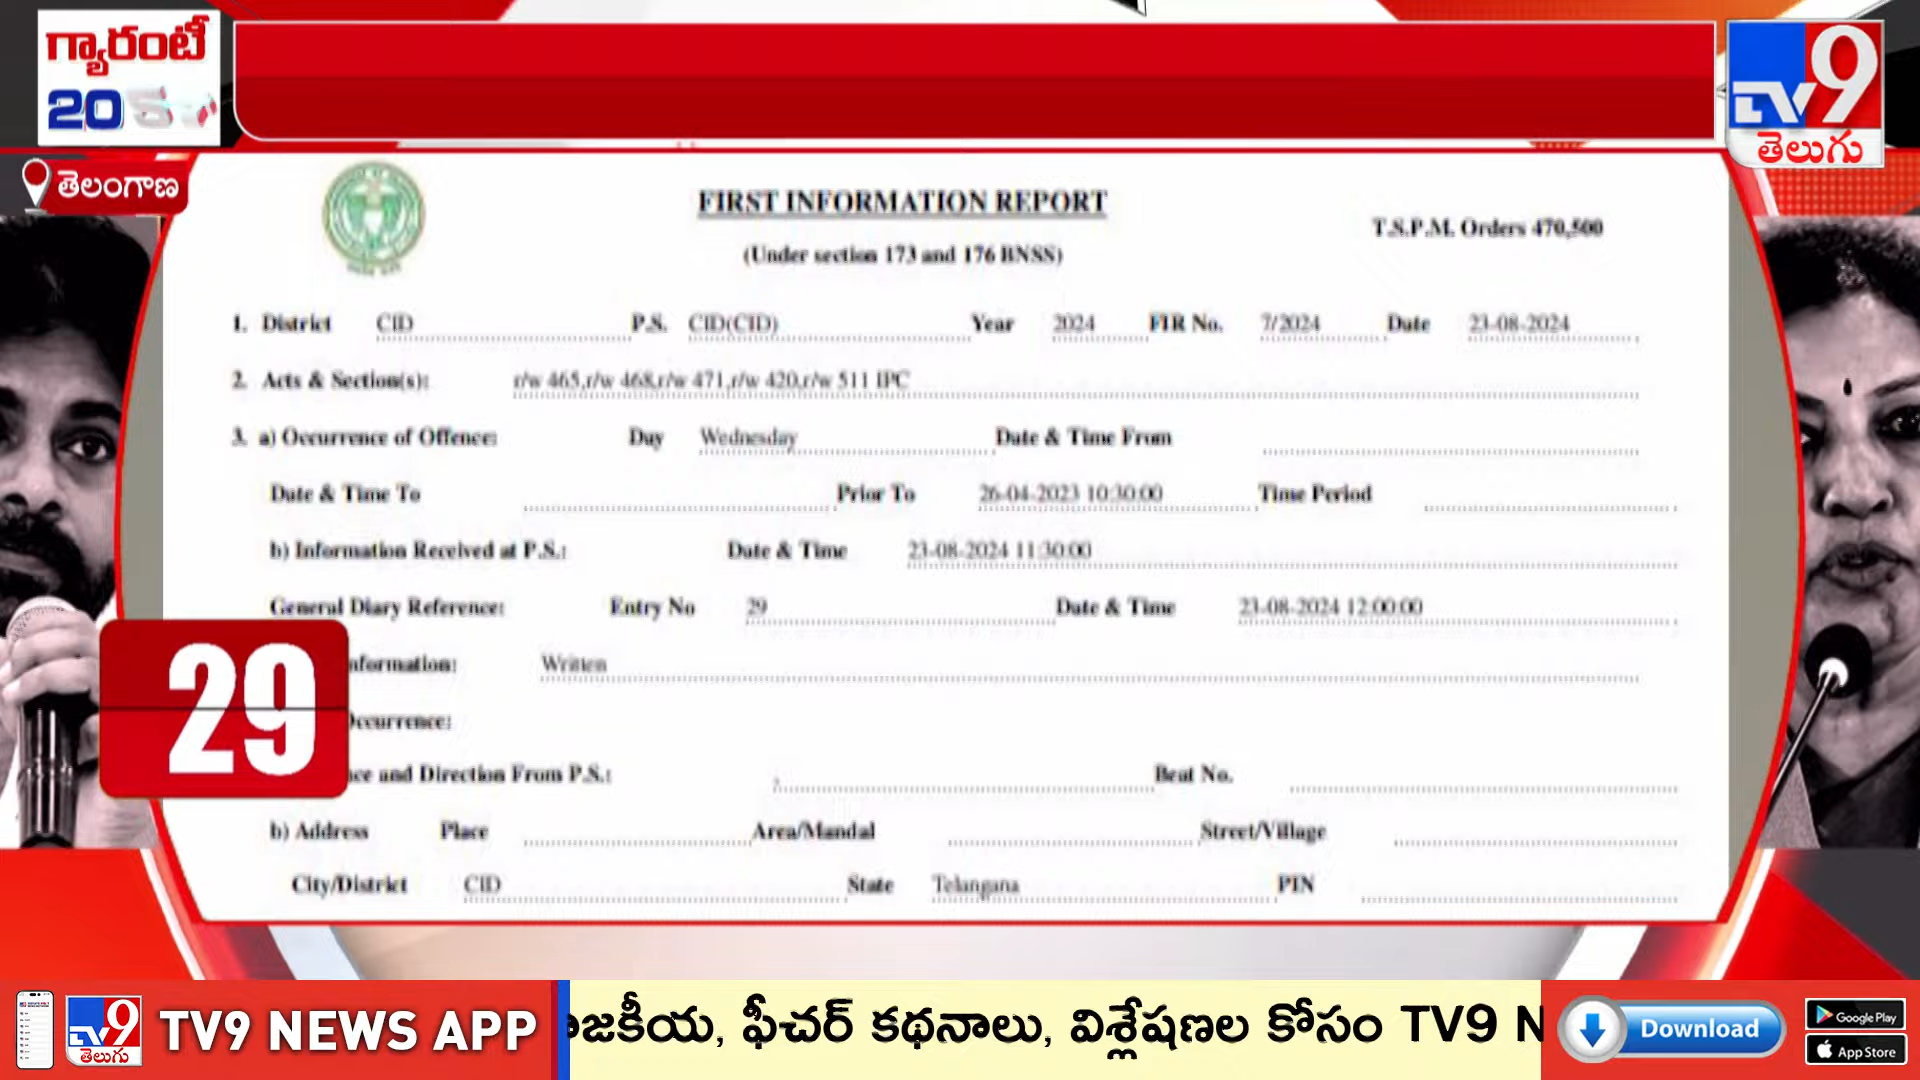 గ్యారంటీ
20
TV9
తెలుగు
తెలంగాణ
FIRST INFORMATION REPORT
T.S.P.M. Orders 470,500
(Under section 173 and 176 BNSS)
1. District CID P.S. CID(CID) Year 2024 FIR No. 7/2024 Date 23-08-2024
2. Acts & Section(s): r/w 465,r/w 468,r/w 471,r/w 420,r/w 511 IPC
3. a) Occurrence of Offence: Day Wednesday Date & Time From
Date & Time To Prior To 26-04-2023 10:30:00 Time Period
b) Information Received at P.S.: Date & Time 23-08-2024 11:30:00
General Diary Reference: Entry No 29 Date & Time 23-08-2024 12:00:00
nformation: Written
Occurrence:
29
ce and Direction From P.S.: Beat No.
b) Address Place Area/Mandal Street/Village
City/District CID State Telangana PIN
TV9 తెలుగు TV9 NEWS APP జకీయ, ఫీచర్ కథనాలు, విశ్లేషణల కోసం TV9 N Download
Google Play
App Store